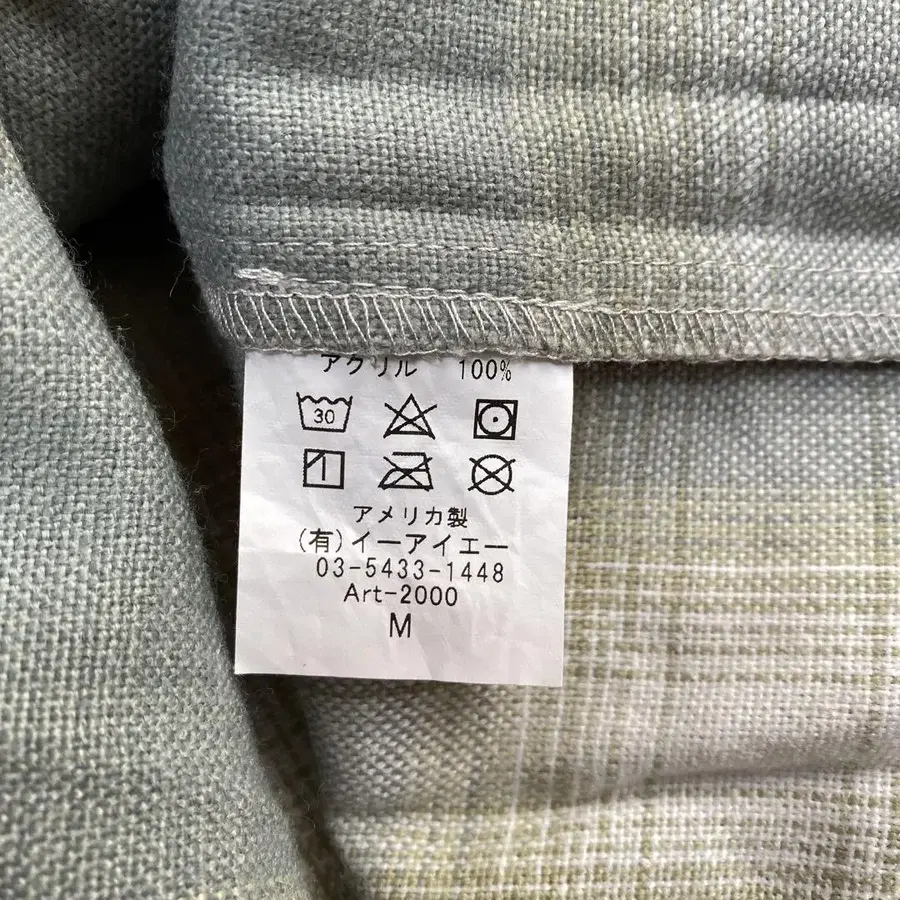 アクリル 100%
30
アメリカ製
(有)イーアイエー
03-5433-1448
Art-2000
M